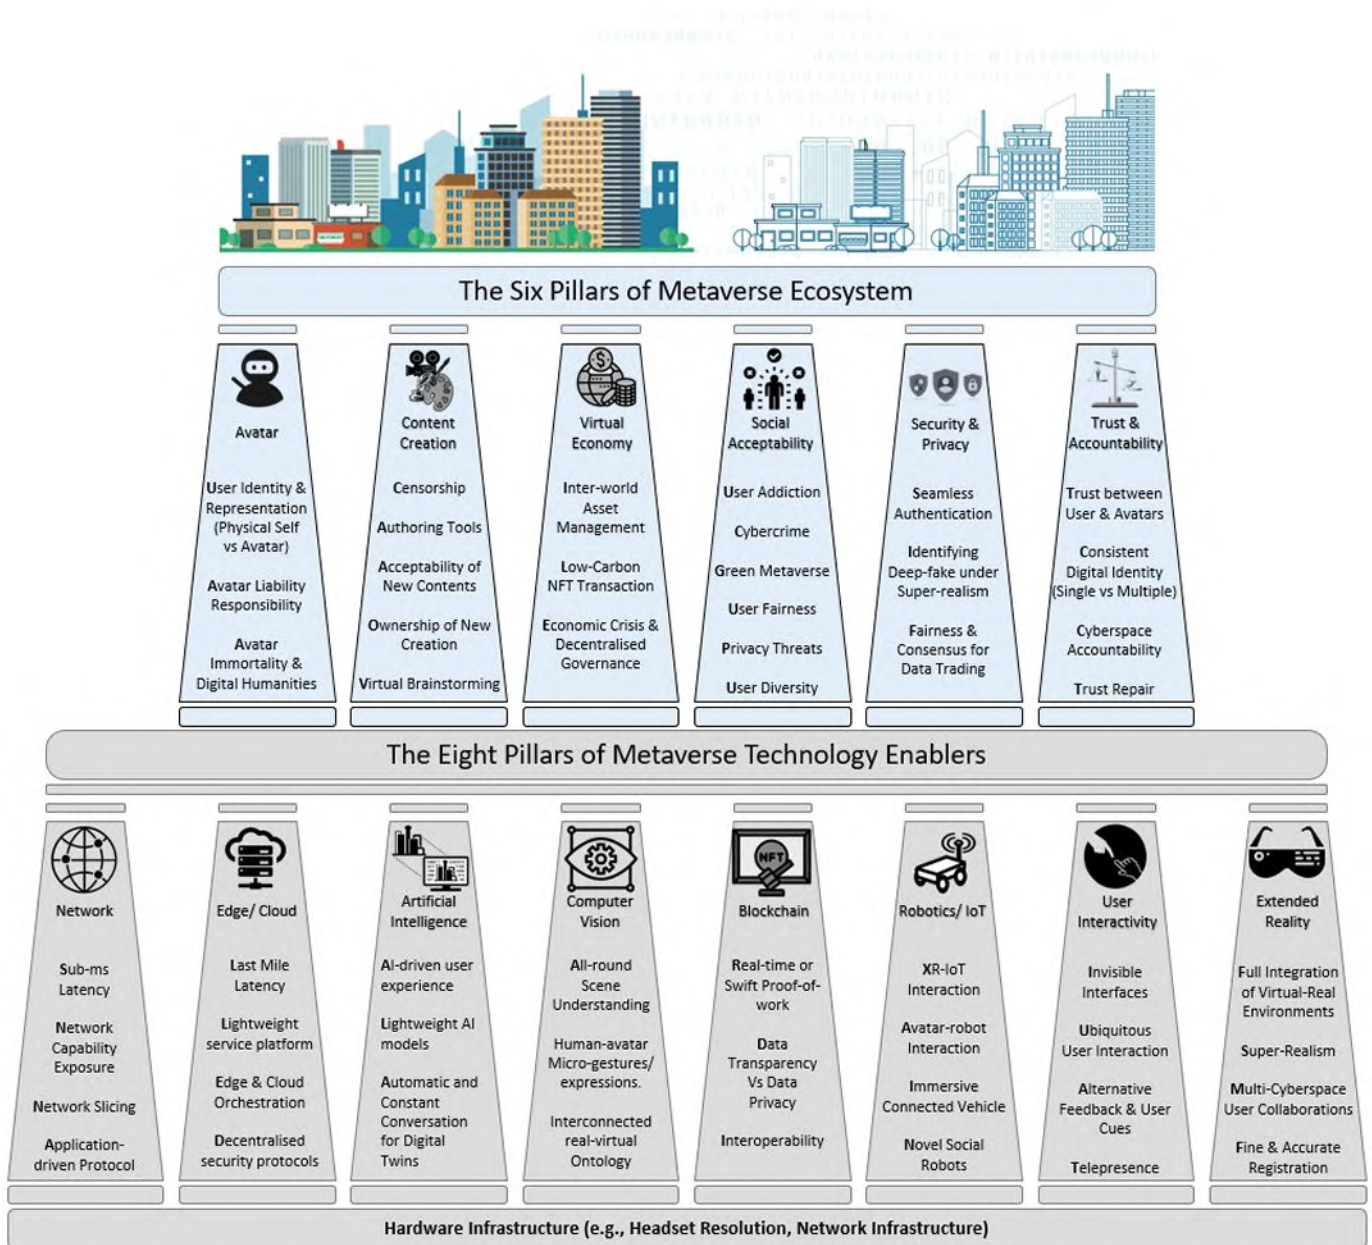 The Six Pillars of Metaverse Ecosystem
Avatar
User Identity &
Representation
(Physical Self
vs Avatar)
Avatar Liability
Responsibility
Avatar
Immortality &
Digital Humanities
Content
Creation
Censorship
Authoring Tools
Acceptability of
New Contents
Ownership of New
Creation
Virtual Brainstorming
Virtual
Economy
Inter-world
Asset
Management
Low-Carbon
NFT Transaction
Economic Crisis &
Decentralised
Governance
Social
Acceptability
User Addiction
Cybercrime
Green Metaverse
User Fairness
Privacy Threats
User Diversity
Security &
Privacy
Seamless
Authentication
Identifying
Deep-fake under
Super-realism
Fairness &
Consensus for
Data Trading
Trust &
Accountability
Trust between
User & Avatars
Consistent
Digital Identity
(Single vs Multiple)
Cyberspace
Accountability
Trust Repair
The Eight Pillars of Metaverse Technology Enablers
Network
Sub-ms
Latency
Network
Capability
Exposure
Network Slicing
Application-
driven Protocol
Edge/ Cloud
Last Mile
Latency
Lightweight
service platform
Edge & Cloud
Orchestration
Decentralised
security protocols
Artificial
Intelligence
AI-driven user
experience
Lightweight AI
models
Automatic and
Constant
Conversation
for Digital
Twins
Computer
Vision
All-round
Scene
Understanding
Human-avatar
Micro-gestures/
expressions.
Interconnected
real-virtual
Ontology
NFT
Blockchain
Real-time or
Swift Proof-of-
work
Data
Transparency
Vs Data
Privacy
Interoperability
Robotics/ IoT
XR-IoT
Interaction
Avatar-robot
Interaction
Immersive
Connected Vehicle
Novel Social
Robots
User
Interactivity
Invisible
Interfaces
Ubiquitous
User Interaction
Alternative
Feedback & User
Cues
Telepresence
Extended
Reality
Full Integration
of Virtual-Real
Environments
Super-Realism
Multi-Cyberspace
User Collaborations
Fine & Accurate
Registration
Hardware Infrastructure (e.g., Headset Resolution, Network Infrastructure)